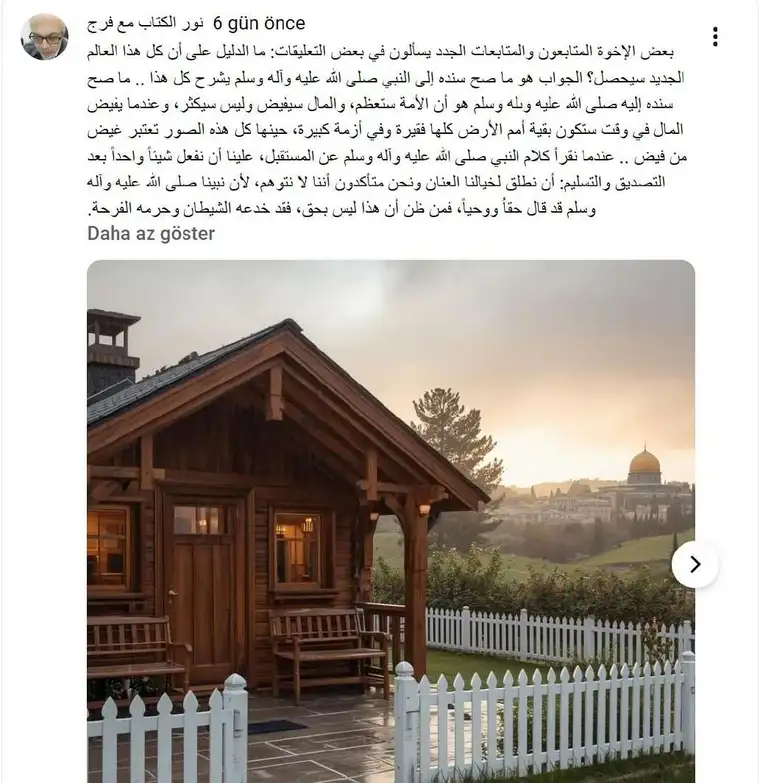 نور الكتاب مع فرج 6 gün önce
بعض الإخوة المتابعون والمتابعات الجدد يسألون في بعض التعليقات: ما الدليل على أن كل هذا العالم
الجديد سيحصل؟ الجواب هو ما صح سنده إلى النبي صلى الله عليه وآله وسلم يشرح كل هذا .. ما صح
سنده إليه صلى الله عليه وىله وسلم هو أن الأمة ستعظم، والمال سيفيض وليس سيكثر، وعندما يفيض
المال في وقت ستكون بقية أمم الأرض كلها فقيرة وفي أزمة كبيرة، حينها كل هذه الصور تعتبر غيض
من فيض .. عندما نقرأ كلام النبي صلى الله عليه وآله وسلم عن المستقبل، علينا أن نفعل شيئاً واحداً بعد
التصديق والتسليم: أن نطلق لخيالنا العنان ونحن متأكدون أننا لا نتوهم، لأن نبينا صلى الله عليه وآله
وسلم قد قال حقاً ووحياً، فمن ظن أن هذا ليس بحق، فقد خدعه الشيطان وحرمه الفرحة.
Daha az göster